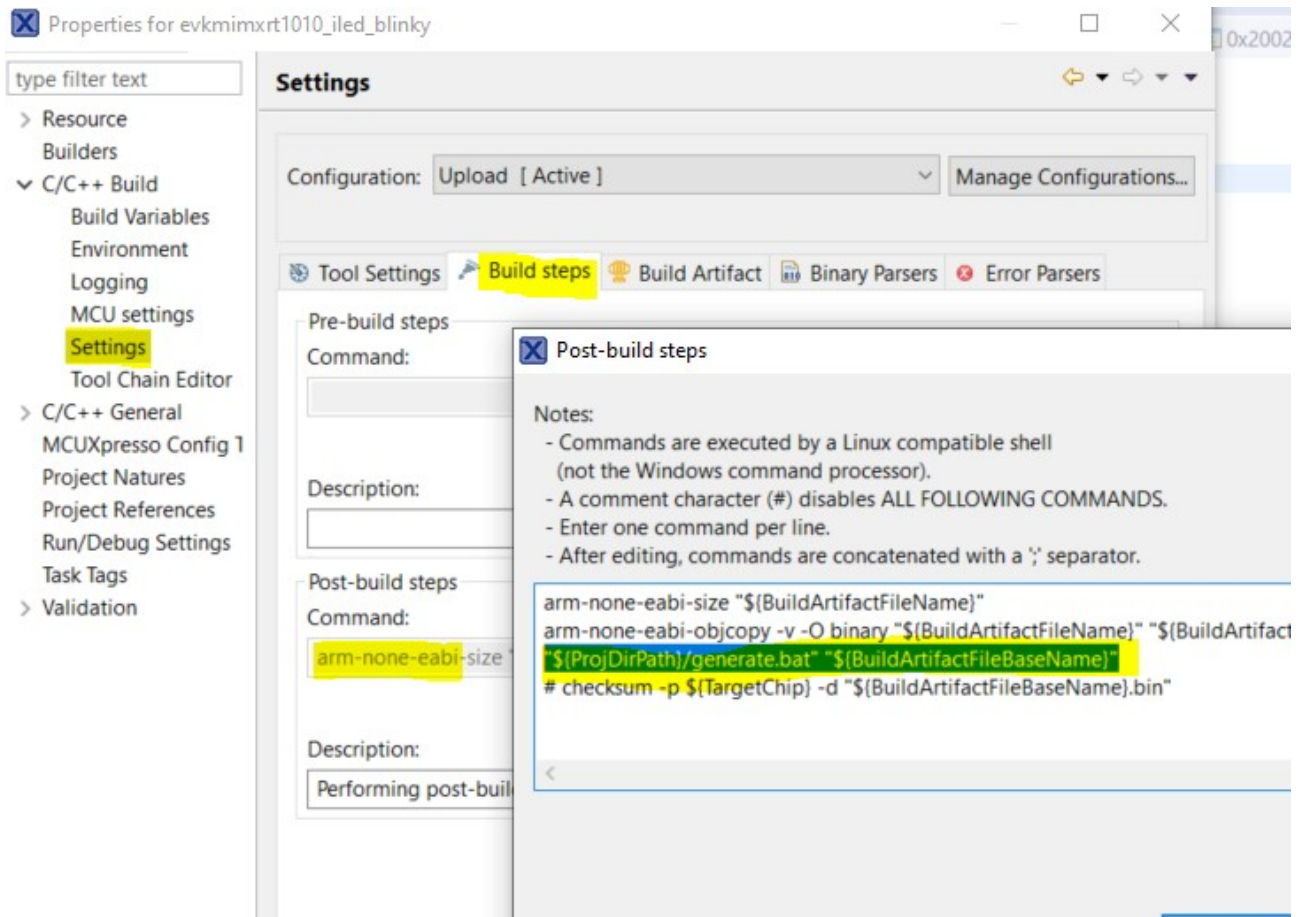 Properties for evkmimxrt1010_iled_blinky
0x2002
type filter text
Resource
Builders
C/C++ Build
Build Variables
Environment
Logging
MCU settings
Settings
Tool Chain Editor
C/C++ General
MCUXpresso Config T
Project Natures
Project References
Run/Debug Settings
Task Tags
Validation
Settings
Configuration: Upload [ Active ] Manage Configurations...
Tool Settings Build steps Build Artifact Binary Parsers Error Parsers
Pre-build steps
Command:
Description:
Post-build steps
Command:
arm-none-eabi-size "
Description:
Performing post-buil
Post-build steps
Notes:
- Commands are executed by a Linux compatible shell
(not the Windows command processor).
- A comment character (#) disables ALL FOLLOWING COMMANDS.
- Enter one command per line.
- After editing, commands are concatenated with a ';' separator.
arm-none-eabi-size "${BuildArtifactFileName}"
arm-none-eabi-objcopy -v -O binary "${BuildArtifactFileName}" "${BuildArtifact
"${ProjDirPath}/generate.bat" "${BuildArtifactFileBaseName}"
# checksum -p ${TargetChip} -d "${BuildArtifactFileBaseName}.bin"